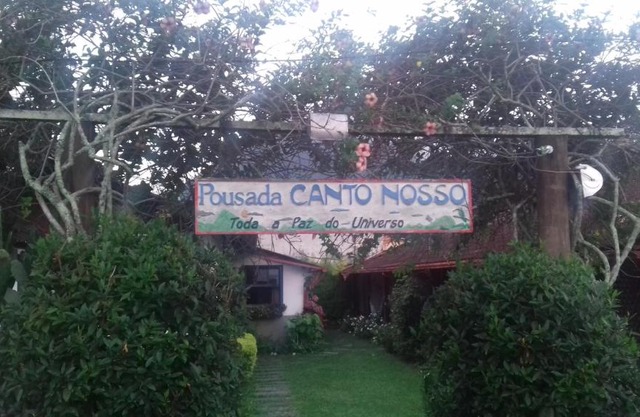 Pousada CANTO NOSSO
Toda a Paz do Universo